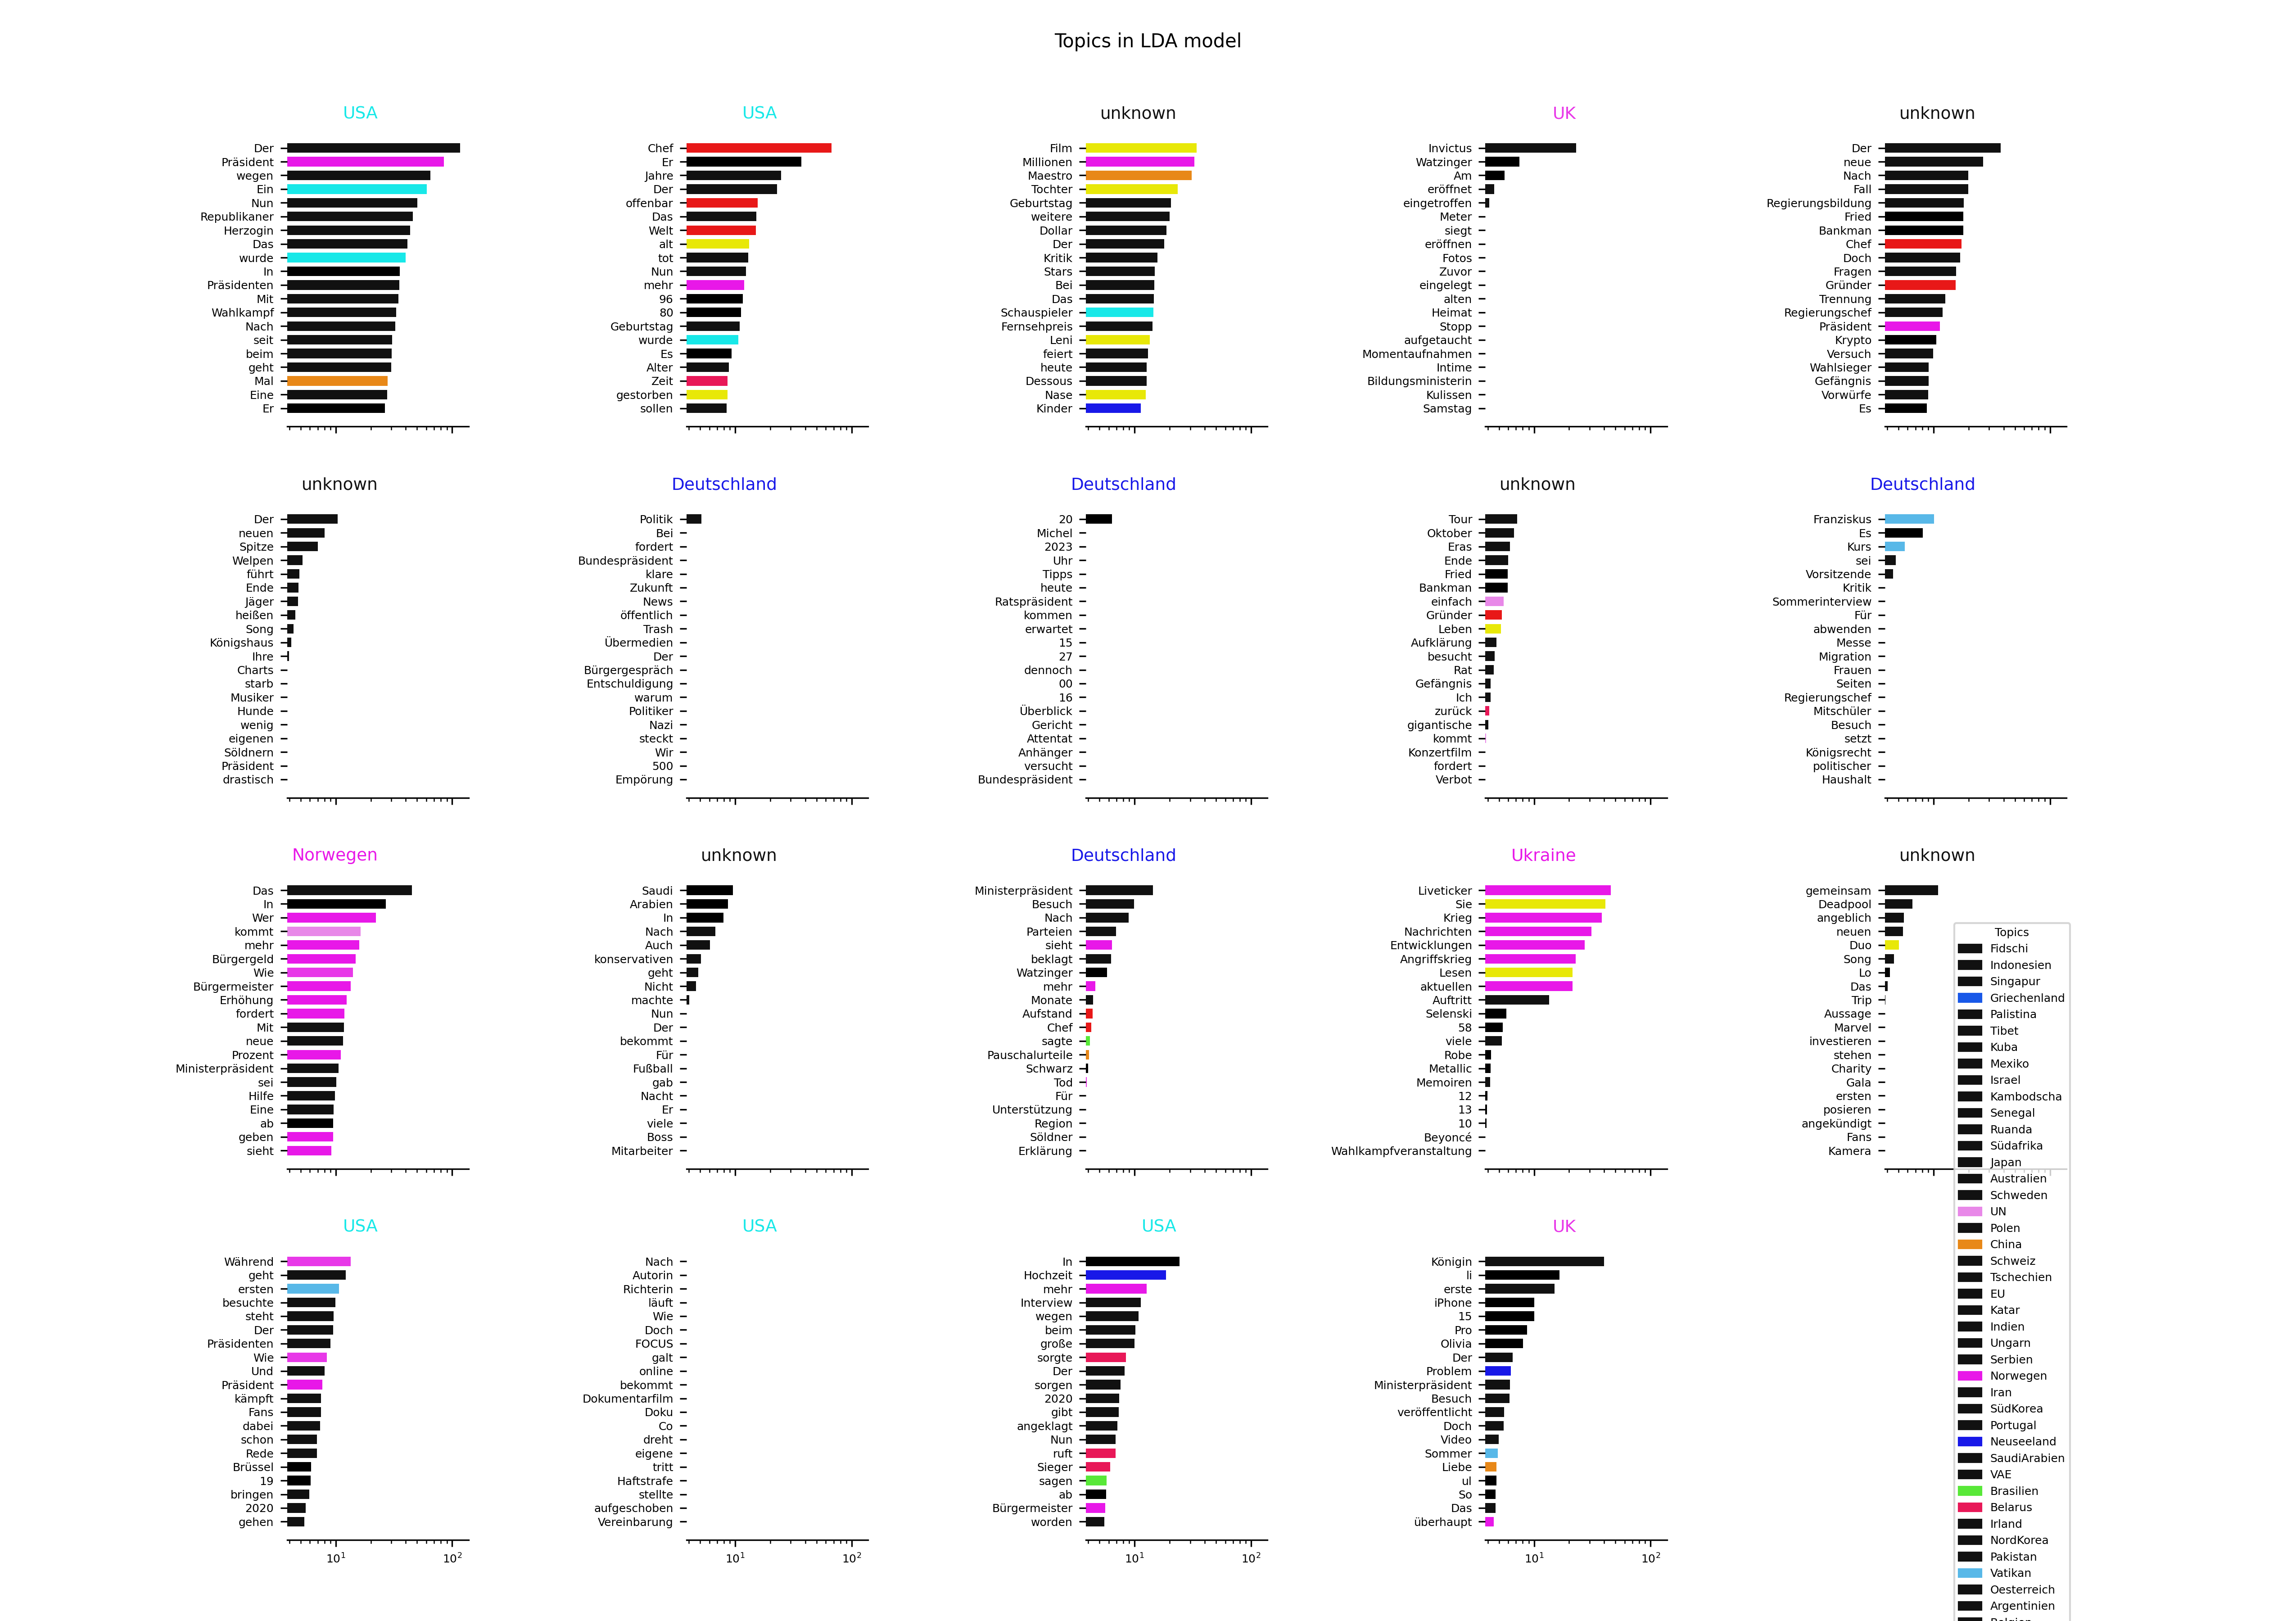 Topics in LDA model
USA
Der
Präsident
wegen
Ein
Nun
Republikaner
Herzogin
Das
wurde
In
Präsidenten
Mit
Wahlkampf
Nach
seit
beim
geht
Mal
Eine
Er
USA
Chef
Er
Jahre
Der
offenbar
Das
Welt
alt
tot
Nun
mehr
96
80
Geburtstag
wurde
Es
Alter
Zeit
gestorben
sollen
unknown
Film
Millionen
Maestro
Tochter
Geburtstag
weitere
Dollar
Der
Kritik
Stars
Bei
Das
Schauspieler
Fernsehpreis
Leni
feiert
heute
Dessous
Nase
Kinder
UK
Invictus
Watzinger
Am
eröffnet
eingetroffen
Meter
siegt
eröffnen
Fotos
Zuvor
eingelegt
alten
Heimat
Stopp
aufgetaucht
Momentaufnahmen
Intime
Bildungsministerin
Kulissen
Samstag
unknown
Der
neue
Nach
Fall
Regierungsbildung
Fried
Bankman
Chef
Doch
Fragen
Gründer
Trennung
Regierungschef
Präsident
Krypto
Versuch
Wahlsieger
Gefängnis
Vorwürfe
Es
unknown
Der
neuen
Spitze
Welpen
führt
Ende
Jäger
heißen
Song
Königshaus
Ihre
Charts
starb
Musiker
Hunde
wenig
eigenen
Söldnern
Präsident
drastisch
Deutschland
Politik
Bei
fordert
Bundespräsident
klare
Zukunft
News
öffentlich
Trash
Übermedien
Der
Bürgergespräch
Entschuldigung
warum
Politiker
Nazi
steckt
Wir
500
Empörung
Deutschland
20
Michel
2023
Uhr
Tipps
heute
Ratspräsident
kommen
erwartet
15
27
dennoch
00
16
Überblick
Gericht
Attentat
Anhänger
versucht
Bundespräsident
unknown
Tour
Oktober
Eras
Ende
Fried
Bankman
einfach
Gründer
Leben
Aufklärung
besucht
Rat
Gefängnis
Ich
zurück
gigantische
kommt
Konzertfilm
fordert
Verbot
Deutschland
Franziskus
Es
Kurs
sei
Vorsitzende
Kritik
Sommerinterview
Für
abwenden
Messe
Migration
Frauen
Seiten
Regierungschef
Mitschüler
Besuch
setzt
Königsrecht
politischer
Haushalt
Norwegen
Das
In
Wer
kommt
mehr
Bürgergeld
Wie
Bürgermeister
Erhöhung
fordert
Mit
neue
Prozent
Ministerpräsident
sei
Hilfe
Eine
ab
geben
sieht
unknown
Saudi
Arabien
In
Nach
Auch
konservativen
geht
Nicht
machte
Nun
Der
bekommt
Für
Fußball
gab
Nacht
Er
viele
Boss
Mitarbeiter
Deutschland
Ministerpräsident
Besuch
Nach
Parteien
sieht
beklagt
Watzinger
mehr
Monate
Aufstand
Chef
sagte
Pauschalurteile
Schwarz
Tod
Für
Unterstützung
Region
Söldner
Erklärung
Ukraine
Liveticker
Sie
Krieg
Nachrichten
Entwicklungen
Angriffskrieg
Lesen
aktuellen
Auftritt
Selenski
58
viele
Robe
Metallic
Memoiren
12
13
10
Beyoncé
Wahlkampfveranstaltung
unknown
gemeinsam
Deadpool
angeblich
neuen
Duo
Song
Lo
Das
Trip
Aussage
Marvel
investieren
stehen
Charity
Gala
ersten
posieren
angekündigt
Fans
Kamera
USA
Während
geht
ersten
besuchte
steht
Der
Präsidenten
Wie
Und
Präsident
kämpft
Fans
dabei
schon
Rede
Brüssel
19
bringen
2020
gehen
10¹ 10²
USA
Nach
Autorin
Richterin
läuft
Wie
Doch
FOCUS
galt
online
bekommt
Dokumentarfilm
Doku
Co
dreht
eigene
tritt
Haftstrafe
stellte
aufgeschoben
Vereinbarung
10¹ 10²
USA
In
Hochzeit
mehr
Interview
wegen
beim
große
sorgte
Der
sorgen
2020
gibt
angeklagt
Nun
ruft
Sieger
sagen
ab
Bürgermeister
worden
10¹ 10²
UK
Königin
li
erste
iPhone
15
Pro
Olivia
Der
Problem
Ministerpräsident
Besuch
veröffentlicht
Doch
Video
Sommer
Liebe
ul
So
Das
überhaupt
10¹ 10²
Topics
Fidschi
Indonesien
Singapur
Griechenland
Palistina
Tibet
Kuba
Mexiko
Israel
Kambodscha
Senegal
Ruanda
Südafrika
Japan
Australien
Schweden
UN
Polen
China
Schweiz
Tschechien
EU
Katar
Indien
Ungarn
Serbien
Norwegen
Iran
SüdKorea
Portugal
Neuseeland
SaudiArabien
VAE
Brasilien
Belarus
Irland
NordKorea
Pakistan
Vatikan
Oesterreich
Argentinien